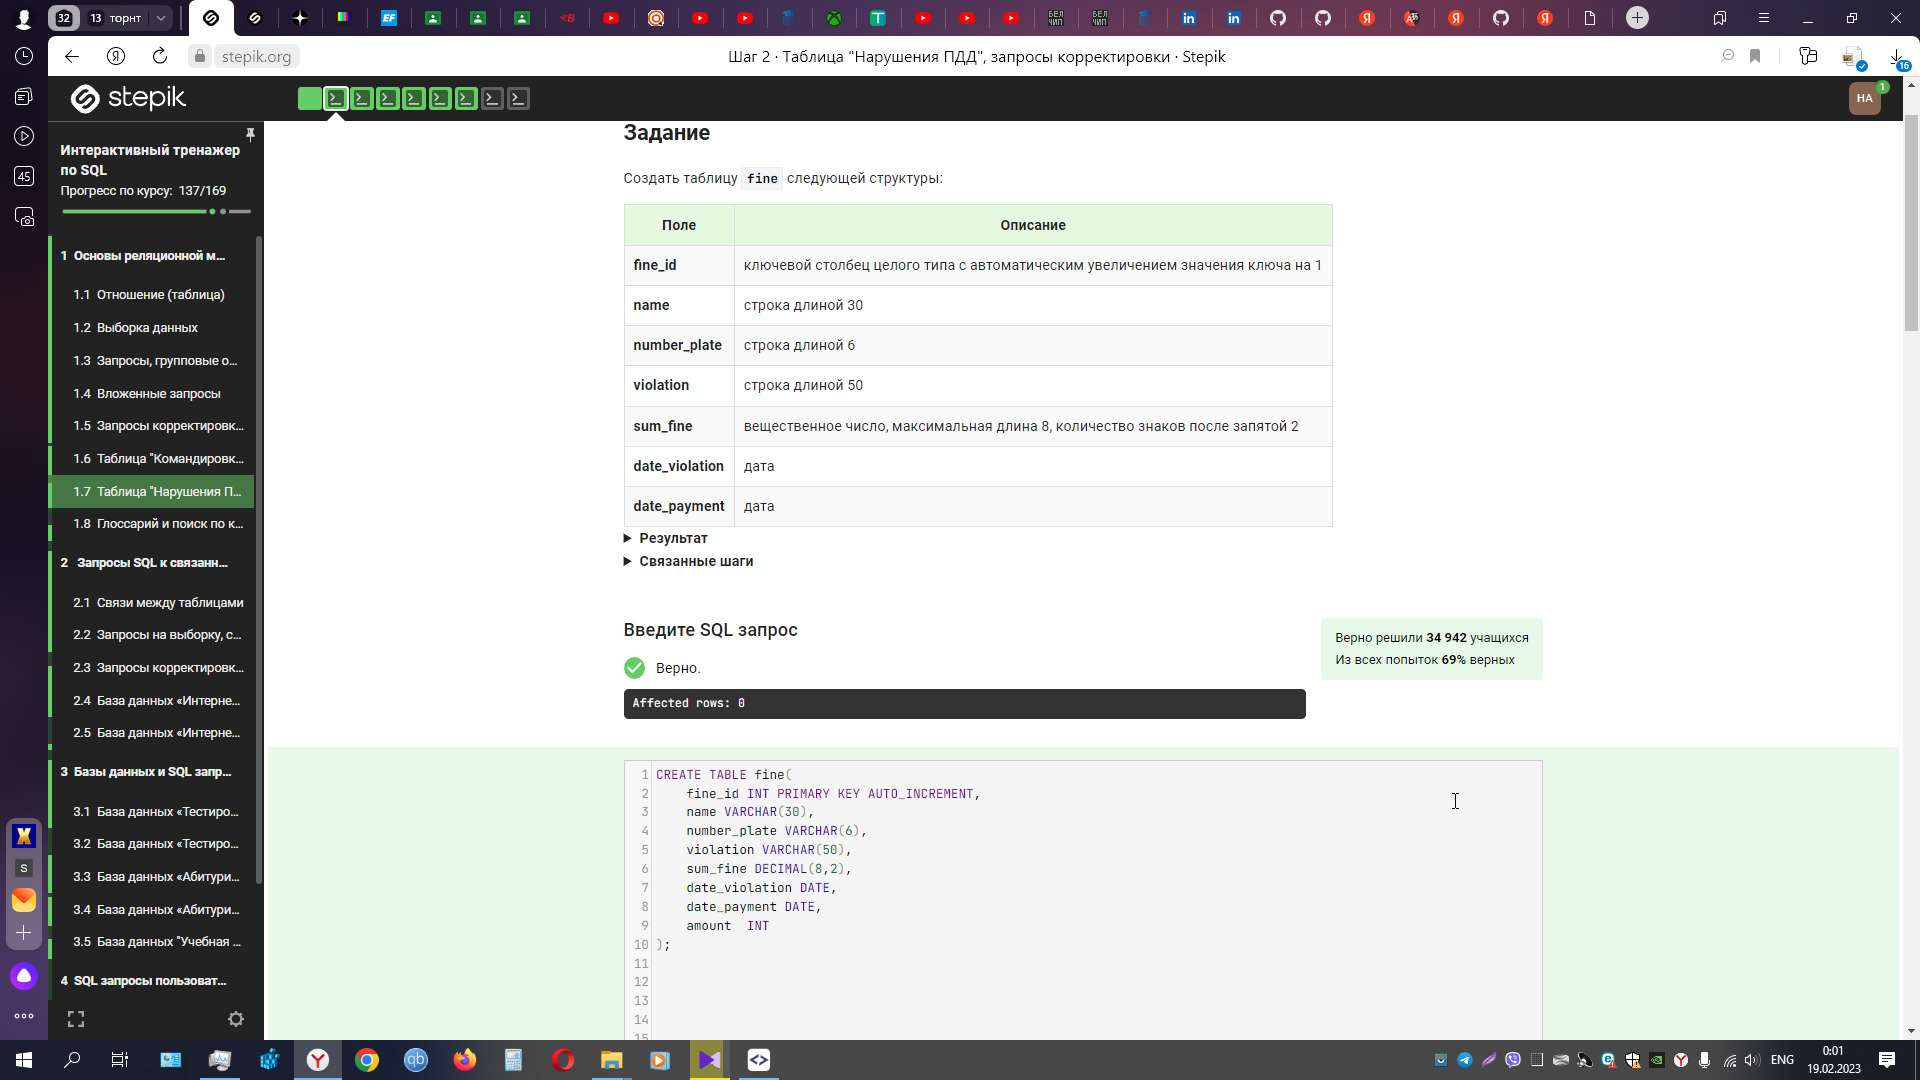 32
13 торнт
stepik.org
Шаг 2 · Таблица "Нарушения ПДД", запросы корректировки · Stepik
16
45
stepik
НА
1
Интерактивный тренажер
по SQL
Прогресс по курсу: 137/169
1 Основы реляционной м...
1.1 Отношение (таблица)
1.2 Выборка данных
1.3 Запросы, групповые о...
1.4 Вложенные запросы
1.5 Запросы корректировк...
1.6 Таблица "Командировк...
1.7 Таблица "Нарушения П...
1.8 Глоссарий и поиск по к...
2 Запросы SQL к связанн...
2.1 Связи между таблицами
2.2 Запросы на выборку, с...
2.3 Запросы корректировк...
2.4 База данных «Интерне...
2.5 База данных «Интерне...
3 Базы данных и SQL запр...
3.1 База данных «Тестиро...
3.2 База данных «Тестиро...
3.3 База данных «Абитури...
3.4 База данных «Абитури...
3.5 База данных "Учебная ...
4 SQL запросы пользоват...
Задание
Создать таблицу fine следующей структуры:
Поле Описание
fine_id ключевой столбец целого типа с автоматическим увеличением значения ключа на 1
name строка длиной 30
number_plate строка длиной 6
violation строка длиной 50
sum_fine вещественное число, максимальная длина 8, количество знаков после запятой 2
date_violation дата
date_payment дата
Результат
Связанные шаги
Введите SQL запрос
Верно решили 34 942 учащихся
Из всех попыток 69% верных
Верно.
Affected rows: 0
1 CREATE TABLE fine(
2 fine_id INT PRIMARY KEY AUTO_INCREMENT,
3 name VARCHAR(30),
4 number_plate VARCHAR(6),
5 violation VARCHAR(50),
6 sum_fine DECIMAL(8,2),
7 date_violation DATE,
8 date_payment DATE,
9 amount  INT
10 );
11
12
13
14
15
ENG
0:01
19.02.2023